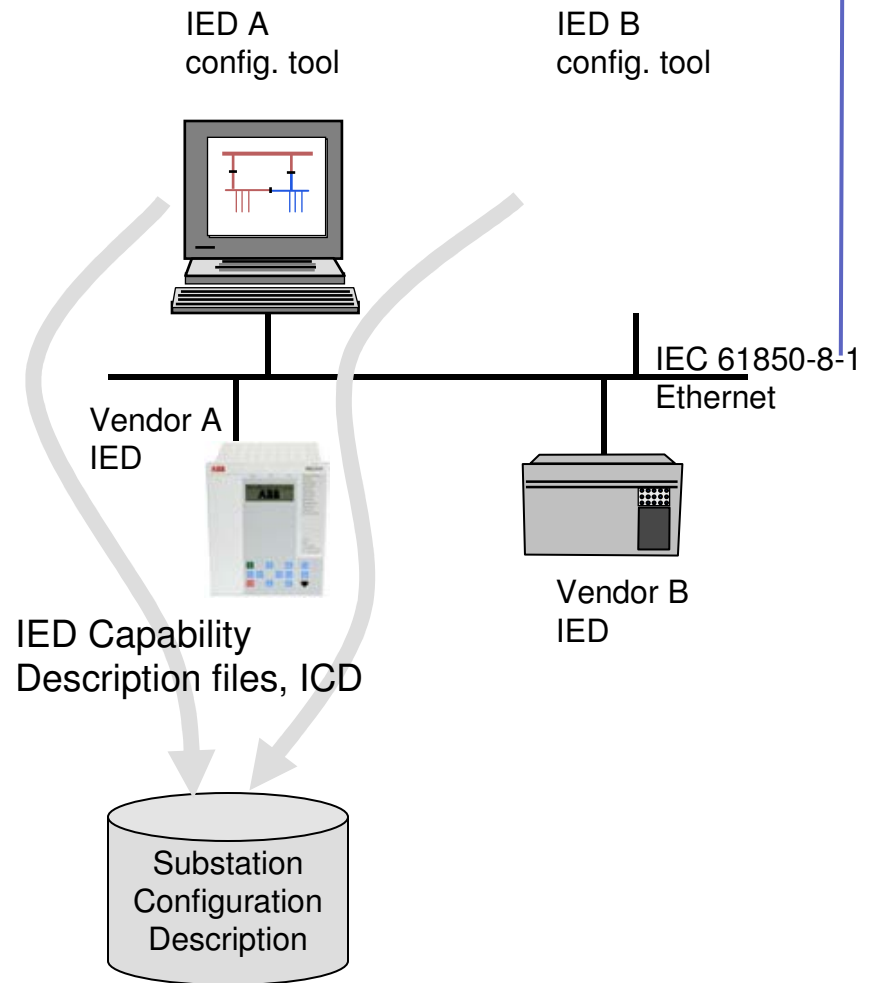 IED A
config. tool
IED B
config. tool
IEC 61850-8-1
Ethernet
Vendor A
IED
ABB
ABB
Vendor B
IED
IED Capability
Description files, ICD
Substation
Configuration
Description